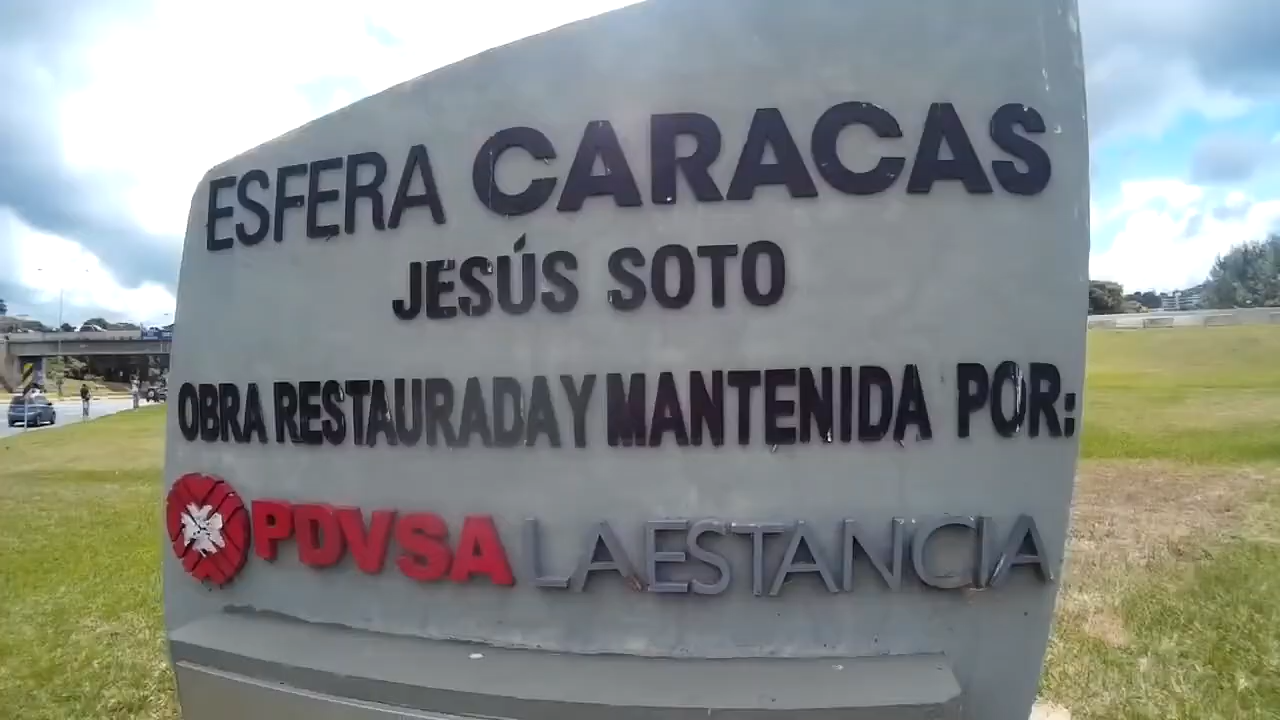 ESFERA CARACAS
JESÚS SOTO
OBRA RESTAURADA Y MANTENIDA POR:
PDVSA LA ESTANCIA